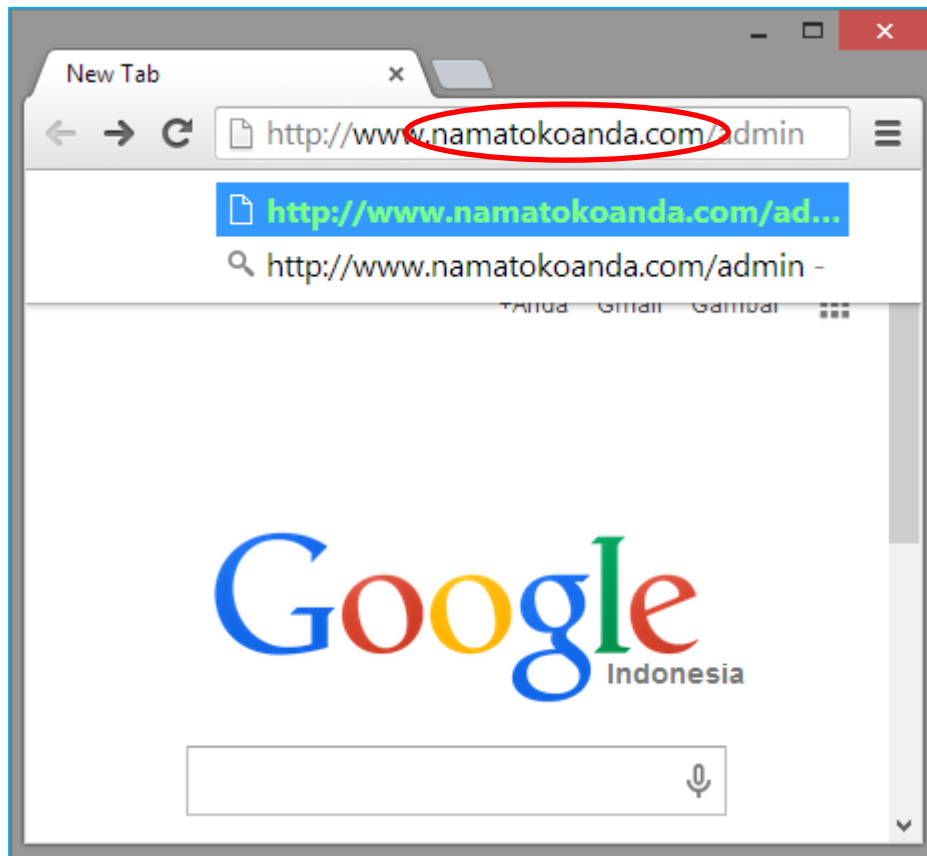 New Tab
http://www.namatokoanda.com/admin
http://www.namatokoanda.com/ad...
http://www.namatokoanda.com/admin -
+Anda Gmail Gambar
Google
Indonesia